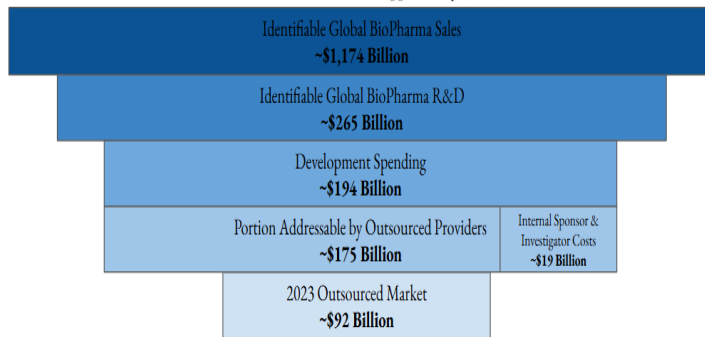 Identifiable Global BioPharma Sales
~$1,174 Billion
Identifiable Global BioPharma R&D
~$265 Billion
Development Spending
~$194 Billion
Portion Addressable by Outsourced Providers
~$175 Billion
Internal Sponsor &
Investigator Costs
~$19 Billion
2023 Outsourced Market
~$92 Billion